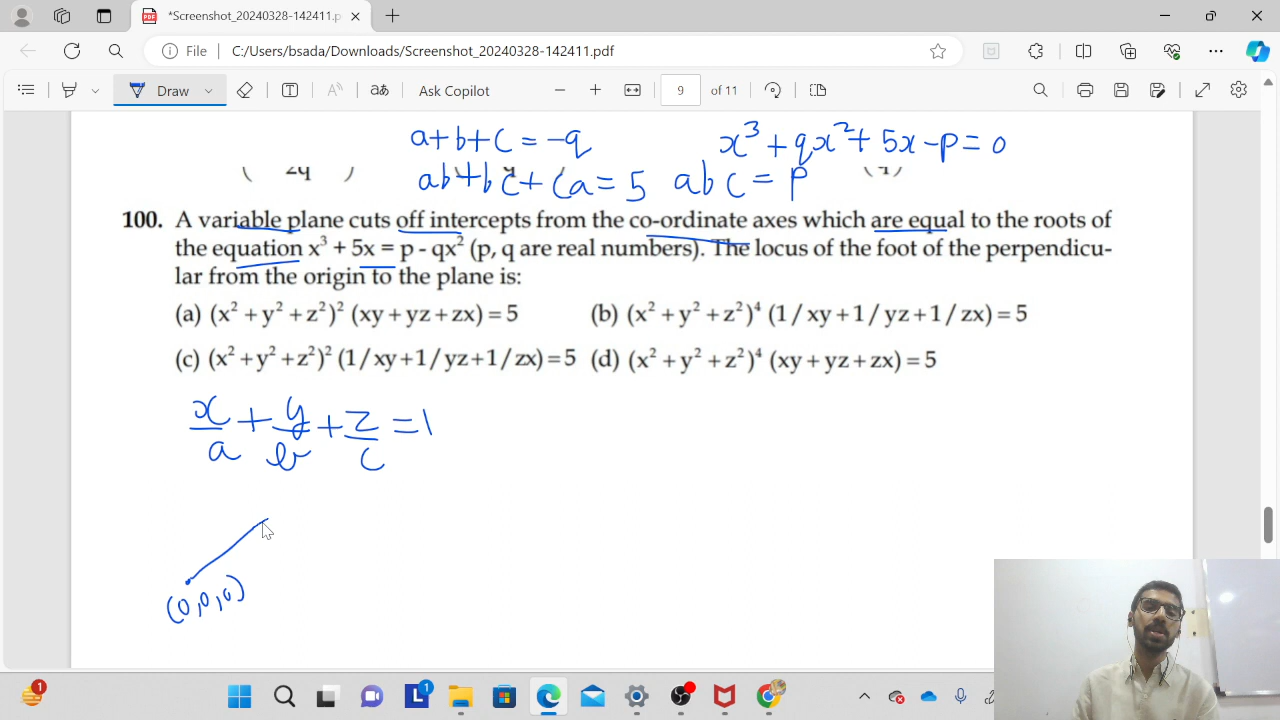 *Screenshot_20240328-142411.p
File C:/Users/bsada/Downloads/Screenshot_20240328-142411.pdf
Draw Ask Copilot 9 of 11
a+b+c = -q x³ + qx² + 5x - p = 0
ab+bc+ca = 5 abc = p
100. A variable plane cuts off intercepts from the co-ordinate axes which are equal to the roots of
the equation x³ + 5x = p - qx² (p, q are real numbers). The locus of the foot of the perpendicu-
lar from the origin to the plane is:
(a) (x² + y² + z²)² (xy + yz + zx) = 5 (b) (x² + y² + z²)⁴ (1/xy + 1/yz + 1/zx) = 5
(c) (x² + y² + z²)² (1/xy + 1/yz + 1/zx) = 5 (d) (x² + y² + z²)⁴ (xy + yz + zx) = 5
x/a + y/b + z/c = 1
(0,0,0)